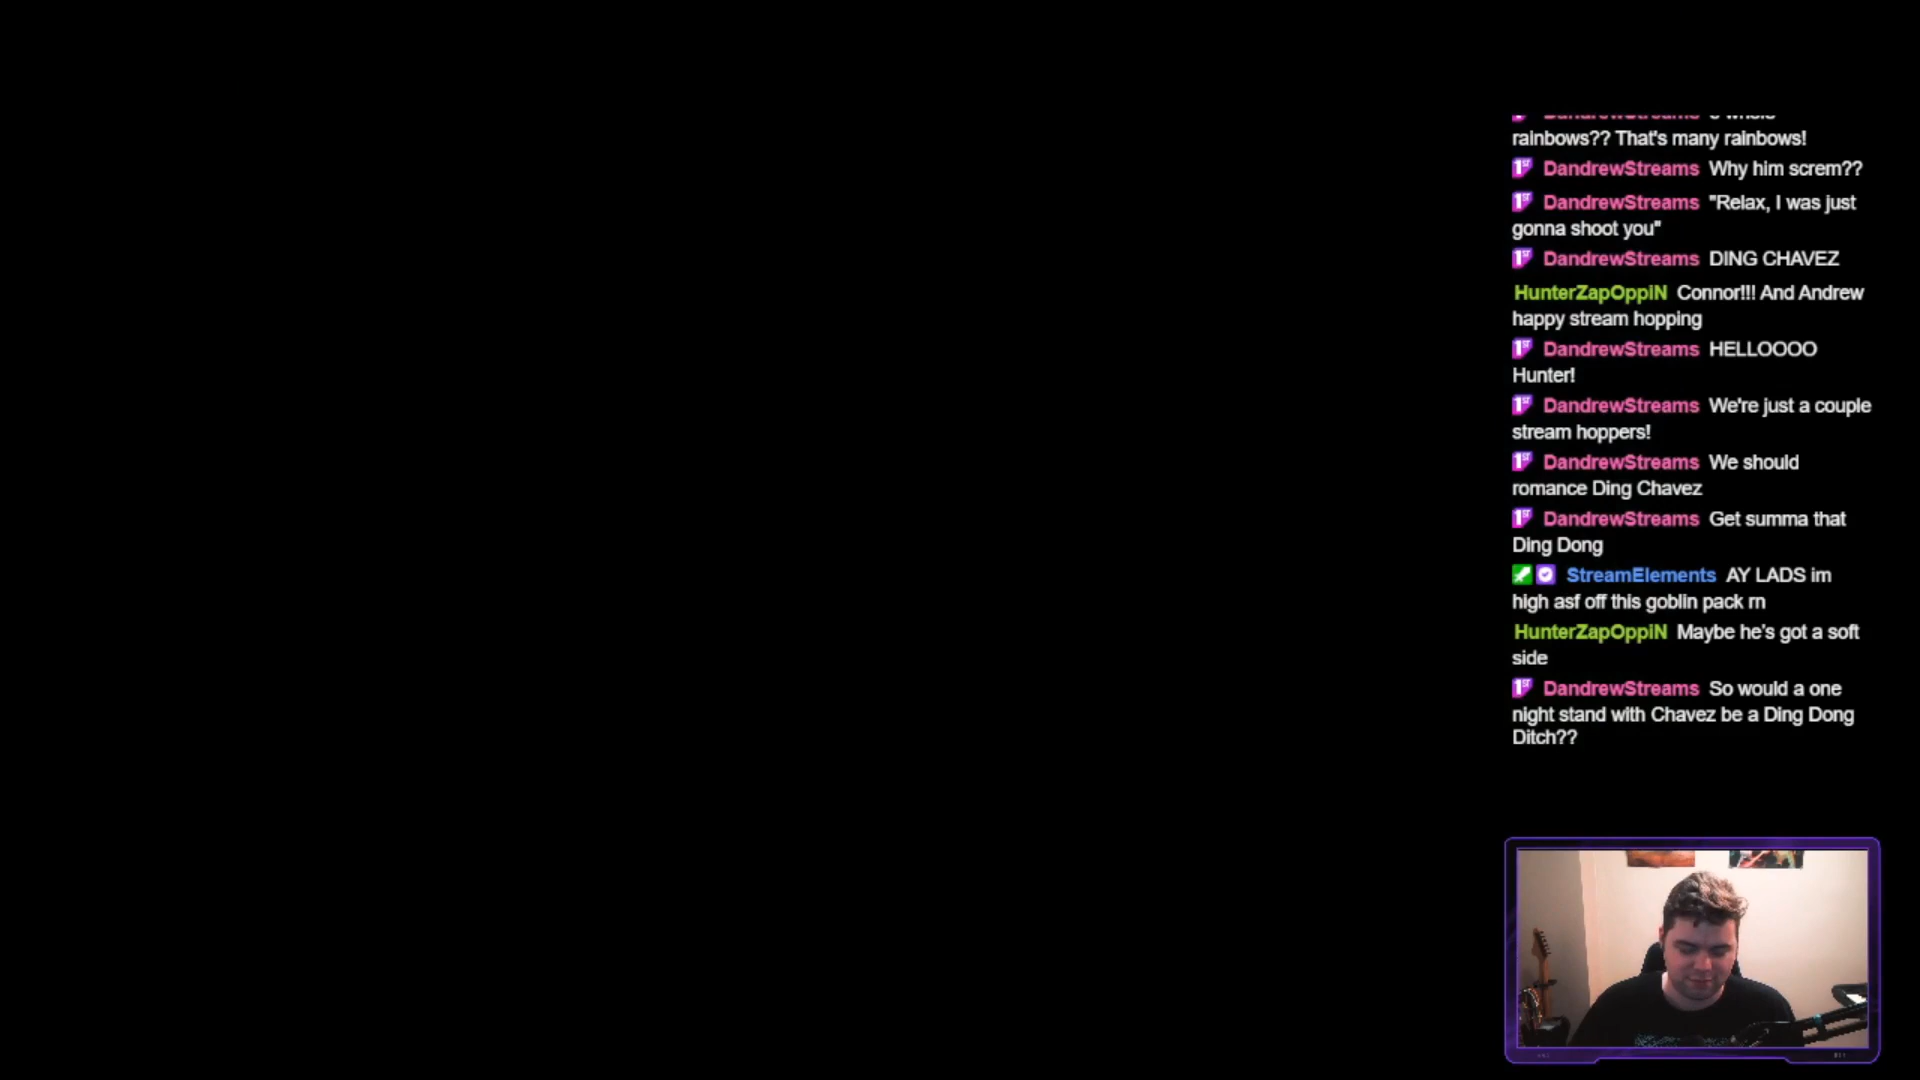 rainbows?? That's many rainbows!
DandrewStreams Why him screm??
DandrewStreams "Relax, I was just
gonna shoot you"
DandrewStreams DING CHAVEZ
HunterZapOppiN Connor!!! And Andrew
happy stream hopping
DandrewStreams HELLOOOO
Hunter!
DandrewStreams We're just a couple
stream hoppers!
DandrewStreams We should
romance Ding Chavez
DandrewStreams Get summa that
Ding Dong
StreamElements AY LADS im
high asf off this goblin pack rn
HunterZapOppiN Maybe he's got a soft
side
DandrewStreams So would a one
night stand with Chavez be a Ding Dong
Ditch??